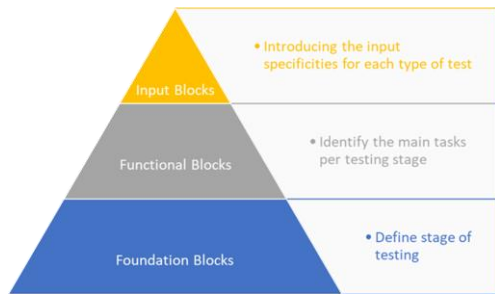 • Introducing the input
specificities for each type of test
Input Blocks
• Identify the main tasks
per testing stage
Functional Blocks
• Define stage of
testing
Foundation Blocks